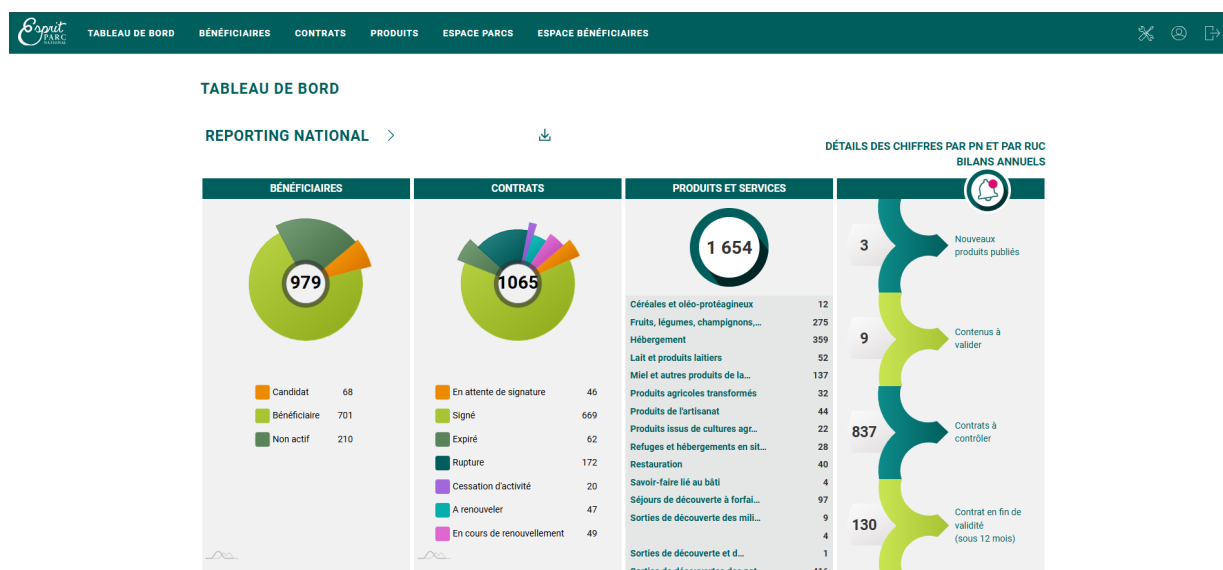 Esprit
PARC
NATIONAL
TABLEAU DE BORD
BÉNÉFICIAIRES
CONTRATS
PRODUITS
ESPACE PARCS
ESPACE BÉNÉFICIAIRES
TABLEAU DE BORD
REPORTING NATIONAL
DÉTAILS DES CHIFFRES PAR PN ET PAR RUC
BILANS ANNUELS
BÉNÉFICIAIRES
979
Candidat 68
Bénéficiaire 701
Non actif 210
CONTRATS
1065
En attente de signature 46
Signé 669
Expiré 62
Rupture 172
Cessation d'activité 20
A renouveler 47
En cours de renouvellement 49
PRODUITS ET SERVICES
1 654
Céréales et oléo-protéagineux 12
Fruits, légumes, champignons,... 275
Hébergement 359
Lait et produits laitiers 52
Miel et autres produits de la... 137
Produits agricoles transformés 32
Produits de l'artisanat 44
Produits issus de cultures agr... 22
Refuges et hébergements en sit... 28
Restauration 40
Savoir-faire lié au bâti 4
Séjours de découverte à forfai... 97
Sorties de découverte des mili... 9
4
Sorties de découverte et d... 1
3
Nouveaux
produits publiés
9
Contenus à
valider
837
Contrats à
contrôler
130
Contrat en fin de
validité
(sous 12 mois)